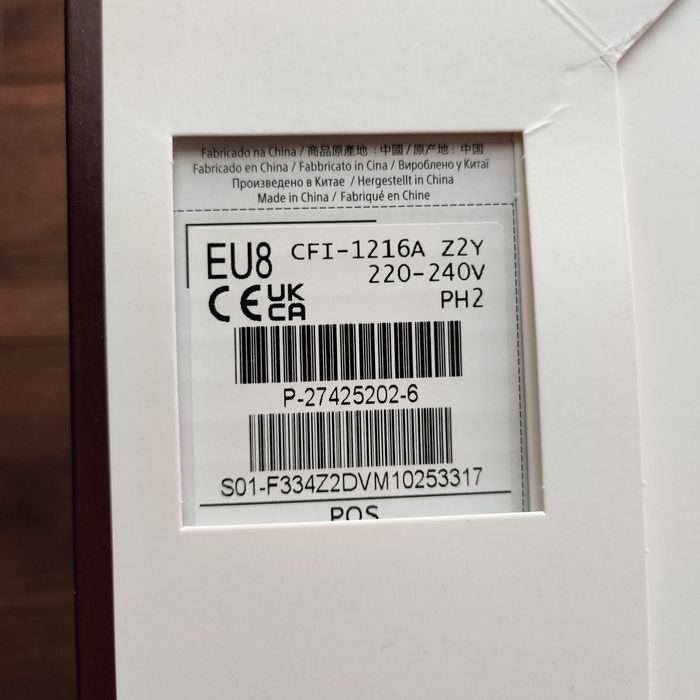 Fabricado na China / 商品原產地：中國 / 原产地：中国
Fabricado en China / Fabbricato in Cina / Вироблено у Китаї
Произведено в Китае / Hergestellt in China
Made in China / Fabriqué en Chine
EU8 CFI-1216A Z2Y
220-240V
CE UK CA PH2
P-27425202-6
S01-F334Z2DVM10253317
POS